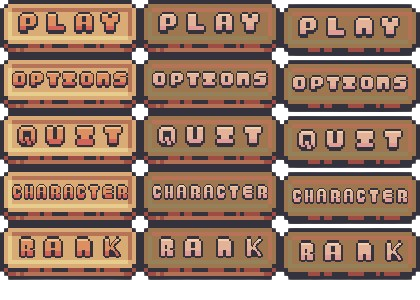 PLAY PLAY PLAY
OPTIONS OPTIONS OPTIONS
QUIT QUIT QUIT
CHARACTER CHARACTER CHARACTER
RANK RANK RANK